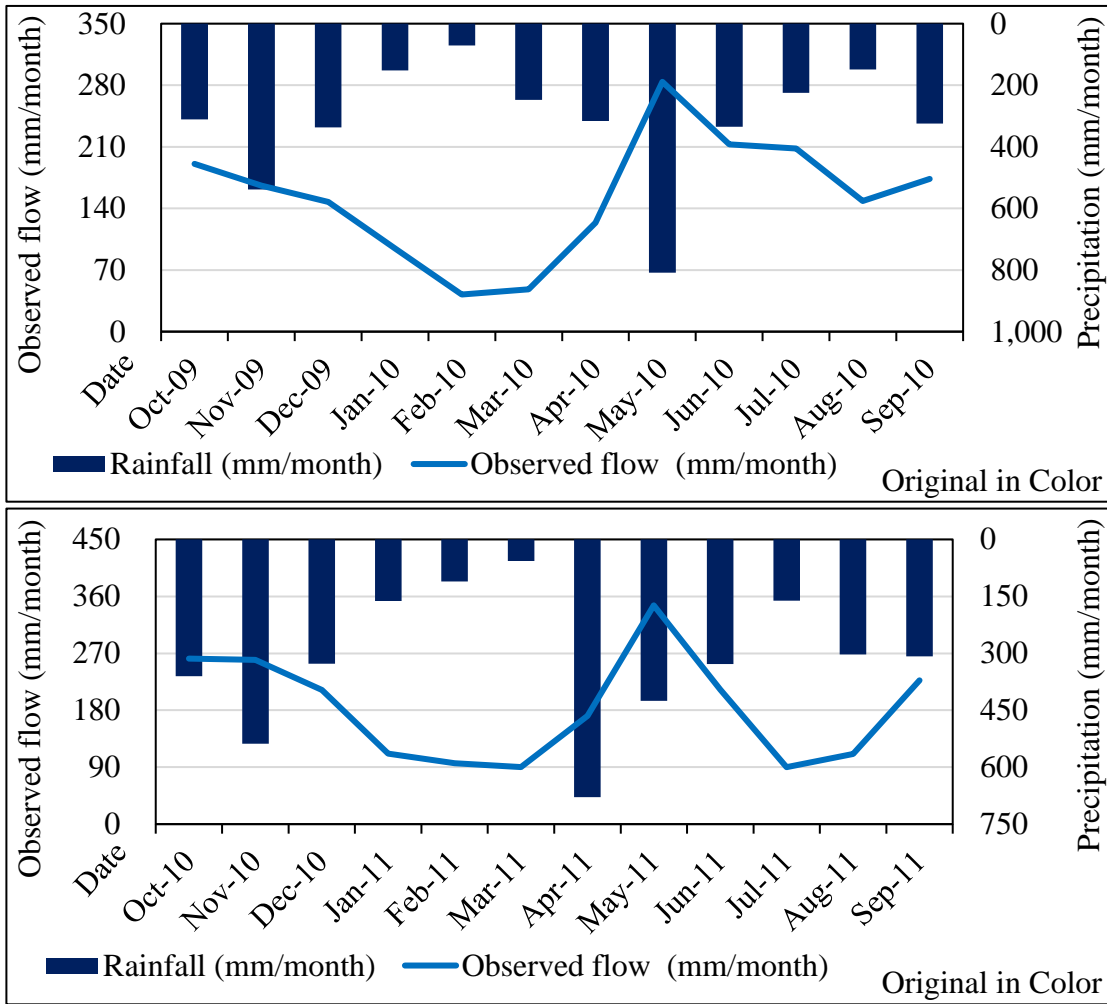 Observed flow (mm/month)
350
280
210
140
70
0
0
200
400
600
800
1,000
Precipitation (mm/month)
Date
Oct-09
Nov-09
Dec-09
Jan-10
Feb-10
Mar-10
Apr-10
May-10
Jun-10
Jul-10
Aug-10
Sep-10
Rainfall (mm/month)
Observed flow (mm/month)
Original in Color
Observed flow (mm/month)
450
360
270
180
90
0
0
150
300
450
600
750
Precipitation (mm/month)
Date
Oct-10
Nov-10
Dec-10
Jan-11
Feb-11
Mar-11
Apr-11
May-11
Jun-11
Jul-11
Aug-11
Sep-11
Rainfall (mm/month)
Observed flow (mm/month)
Original in Color